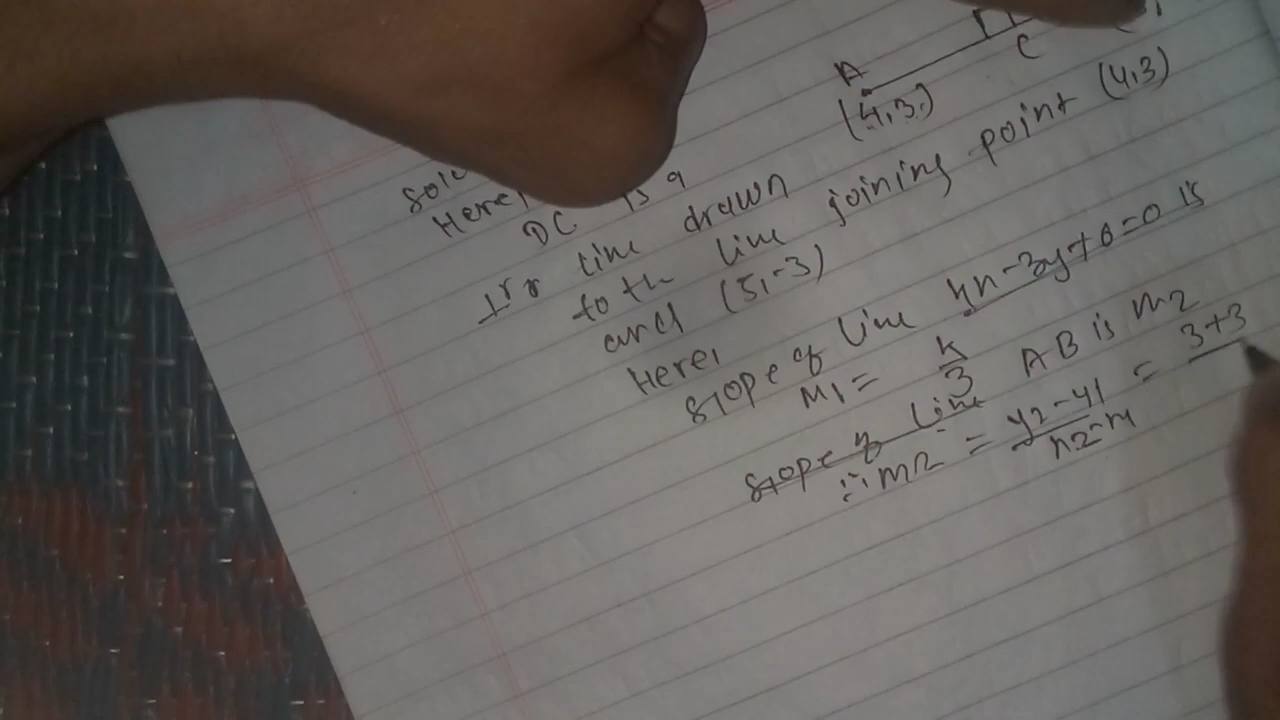 A
C
(4,3)
Here,
DC is a
⊥r line drawn
to the line joining point (4,3)
and (5,-3)
Here,
slope of line kx-3y+6=0 is
M1 = k/3
slope of line AB is m2
∴ m2 = y2-y1/x2-x1 = 3+3